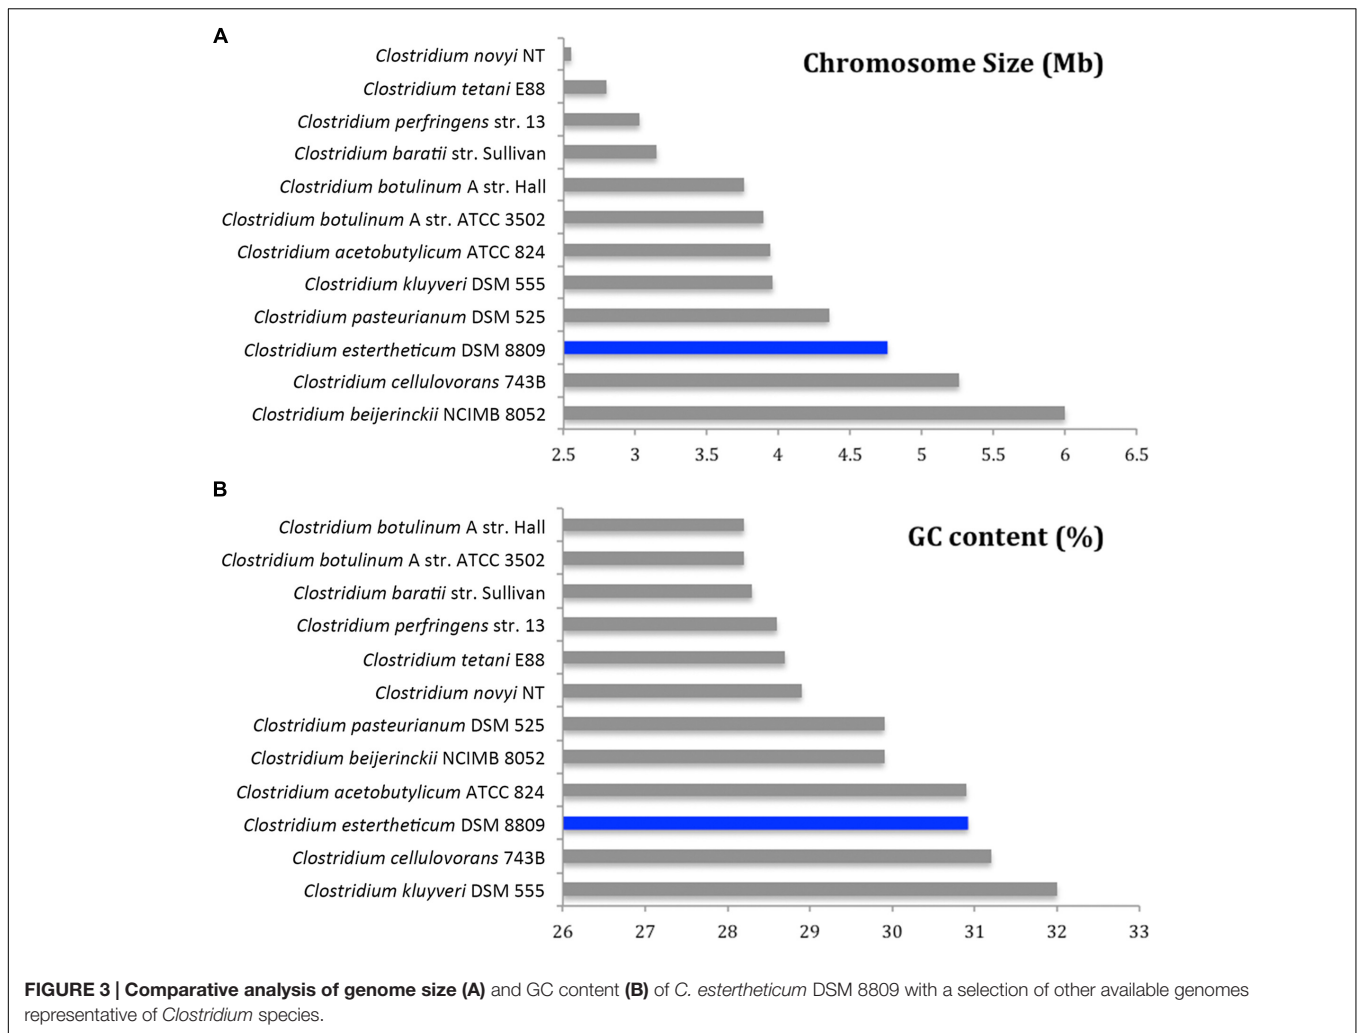 A
Chromosome Size (Mb)
Clostridium novyi NT
Clostridium tetani E88
Clostridium perfringens str. 13
Clostridium baratii str. Sullivan
Clostridium botulinum A str. Hall
Clostridium botulinum A str. ATCC 3502
Clostridium acetobutylicum ATCC 824
Clostridium kluyveri DSM 555
Clostridium pasteurianum DSM 525
Clostridium estertheticum DSM 8809
Clostridium cellulovorans 743B
Clostridium beijerinckii NCIMB 8052
2.5 3 3.5 4 4.5 5 5.5 6 6.5
B
GC content (%)
Clostridium botulinum A str. Hall
Clostridium botulinum A str. ATCC 3502
Clostridium baratii str. Sullivan
Clostridium perfringens str. 13
Clostridium tetani E88
Clostridium novyi NT
Clostridium pasteurianum DSM 525
Clostridium beijerinckii NCIMB 8052
Clostridium acetobutylicum ATCC 824
Clostridium estertheticum DSM 8809
Clostridium cellulovorans 743B
Clostridium kluyveri DSM 555
26 27 28 29 30 31 32 33
FIGURE 3 | Comparative analysis of genome size (A) and GC content (B) of C. estertheticum DSM 8809 with a selection of other available genomes
representative of Clostridium species.